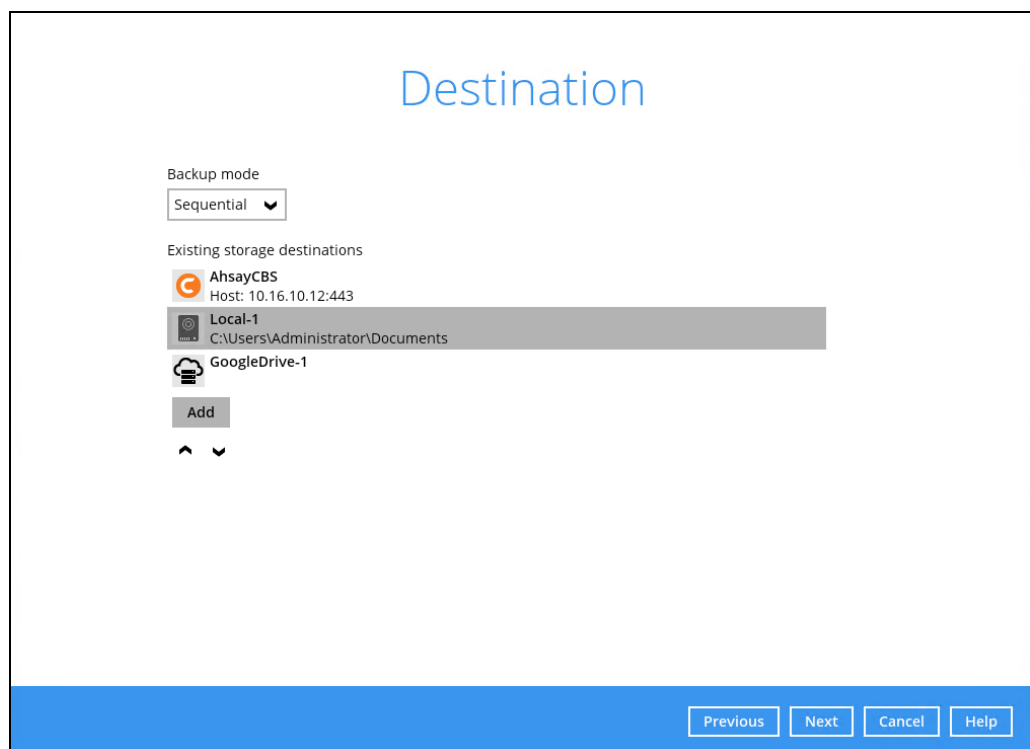 Destination
Backup mode
Sequential
Existing storage destinations
AhsayCBS
Host: 10.16.10.12:443
Local-1
C:\Users\Administrator\Documents
GoogleDrive-1
Add
Previous Next Cancel Help